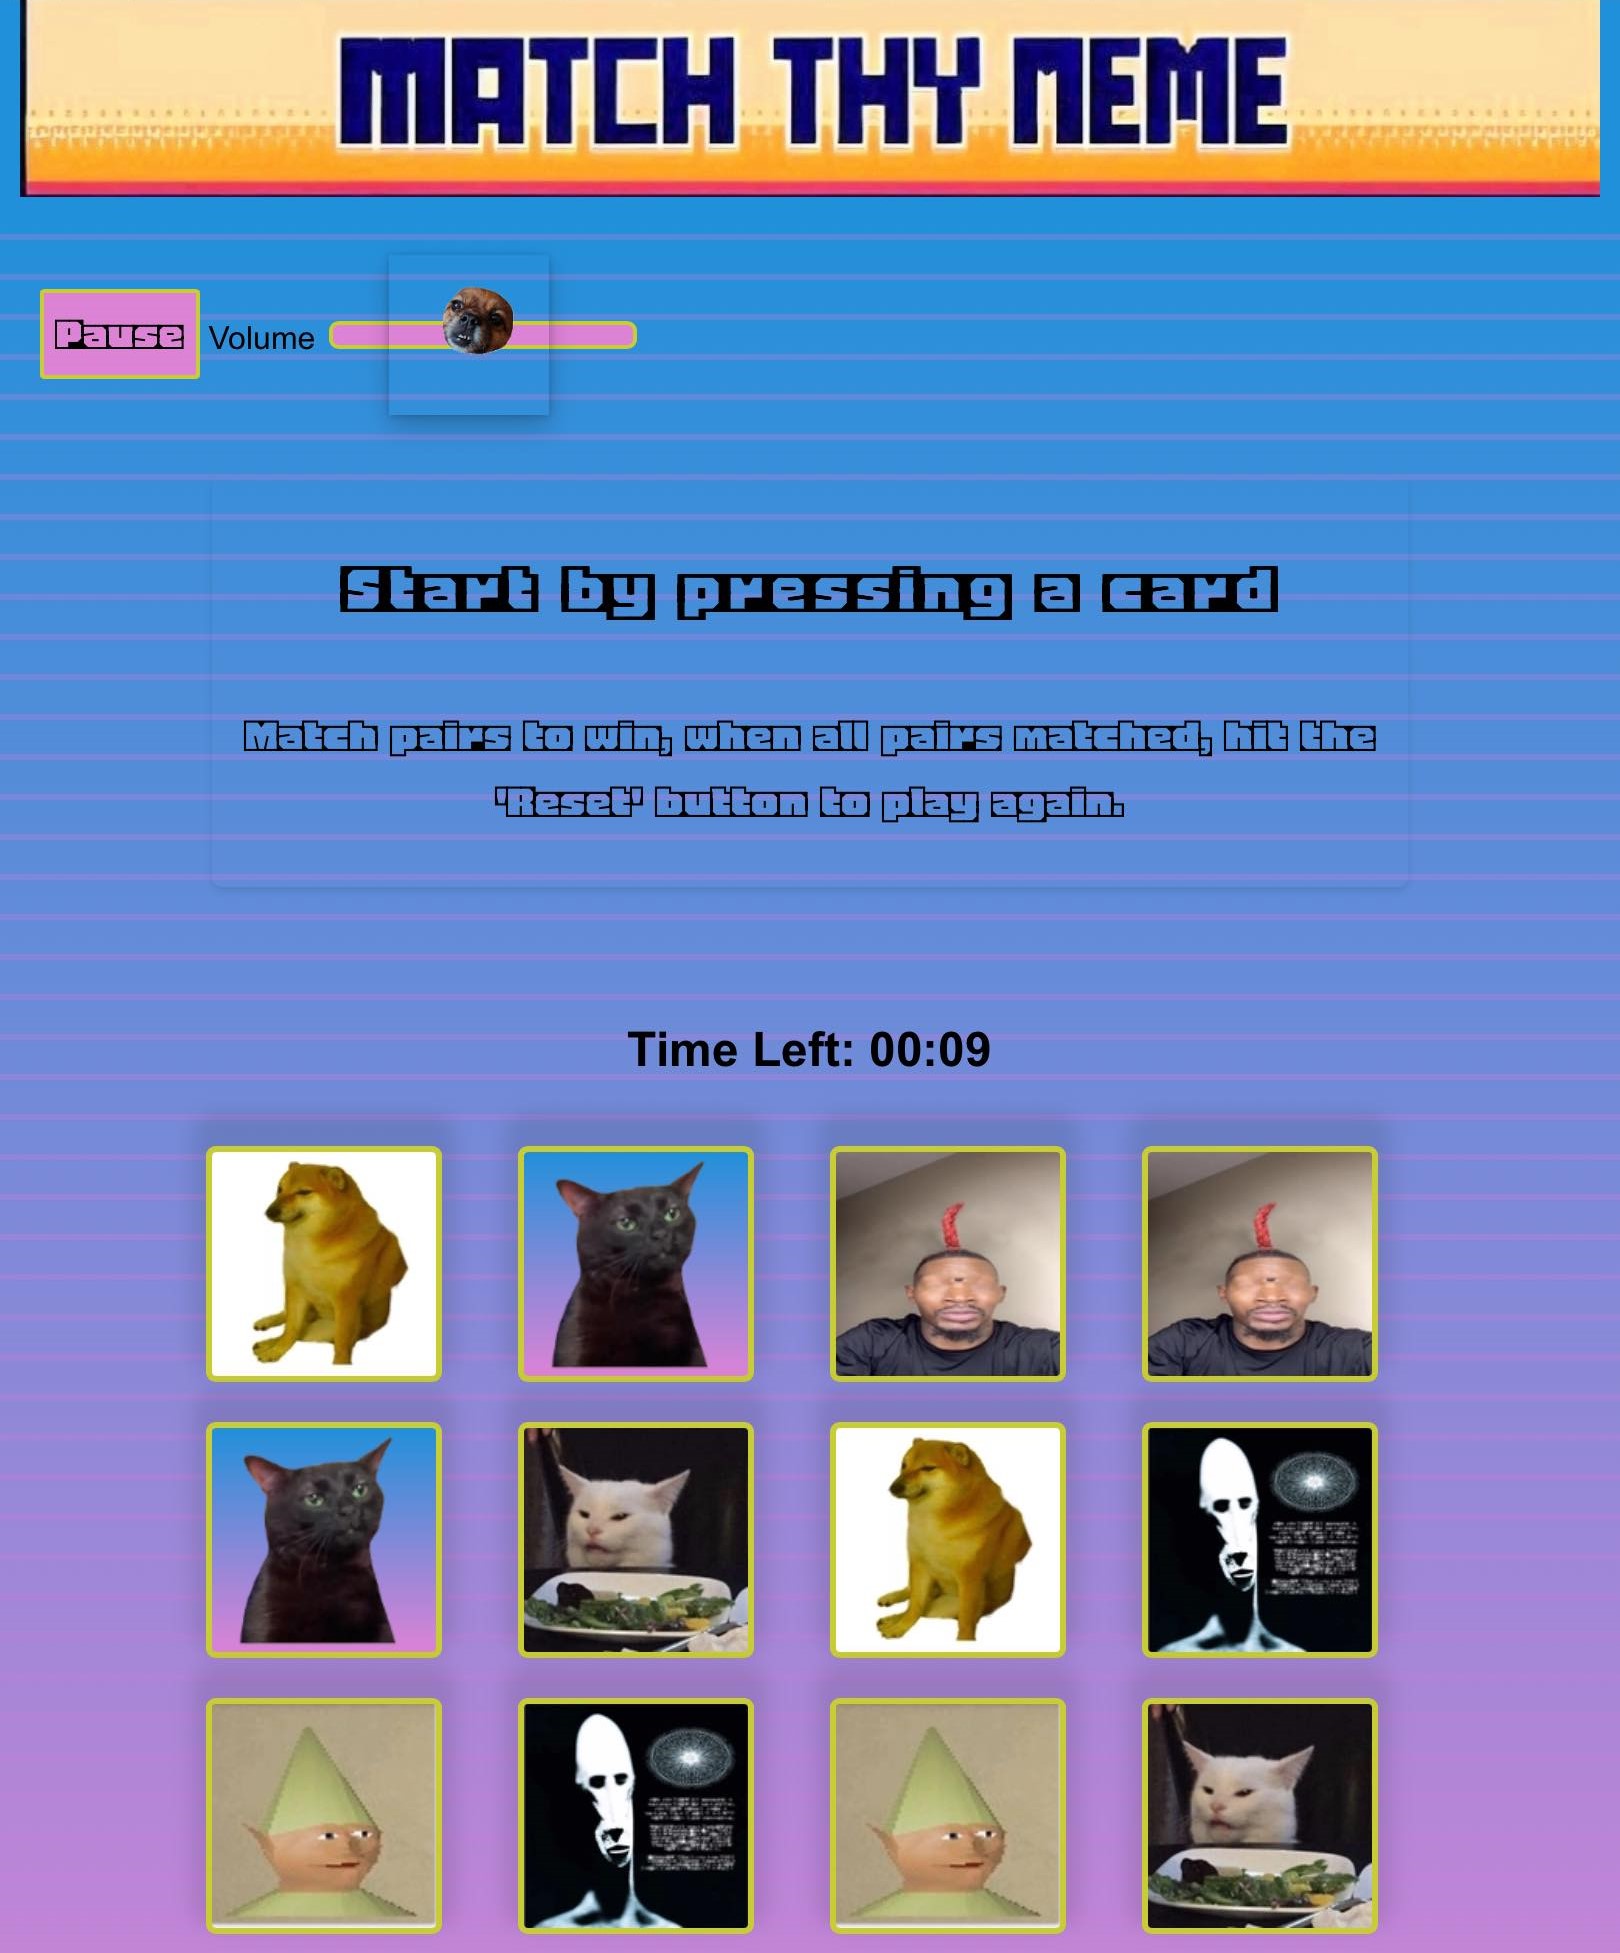 MATCH THY MEME
Pause Volume
Start by pressing a card
Match pairs to win, when all pairs matched, hit the
'Reset' button to play again.
Time Left: 00:09